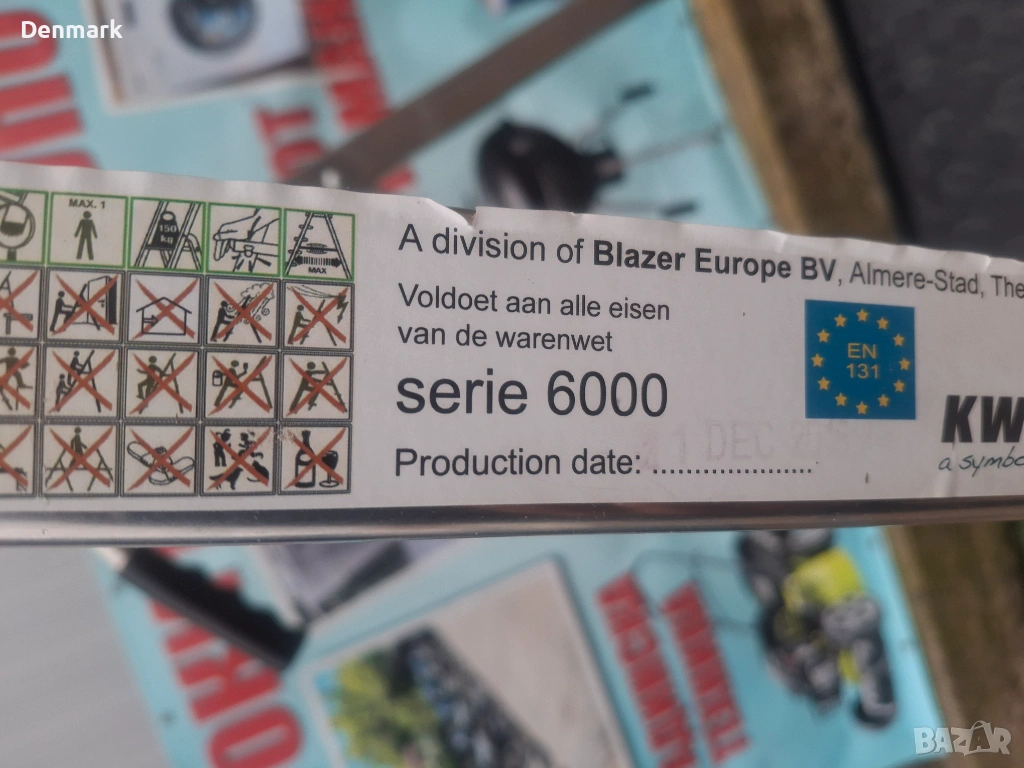 Denmark
MAX. 1
150
kg
MAX
A division of Blazer Europe BV, Almere-Stad, The
Voldoet aan alle eisen
van de warenwet
serie 6000
Production date: ........................
DEC
EN
131
KW
a symbo
BAZAR